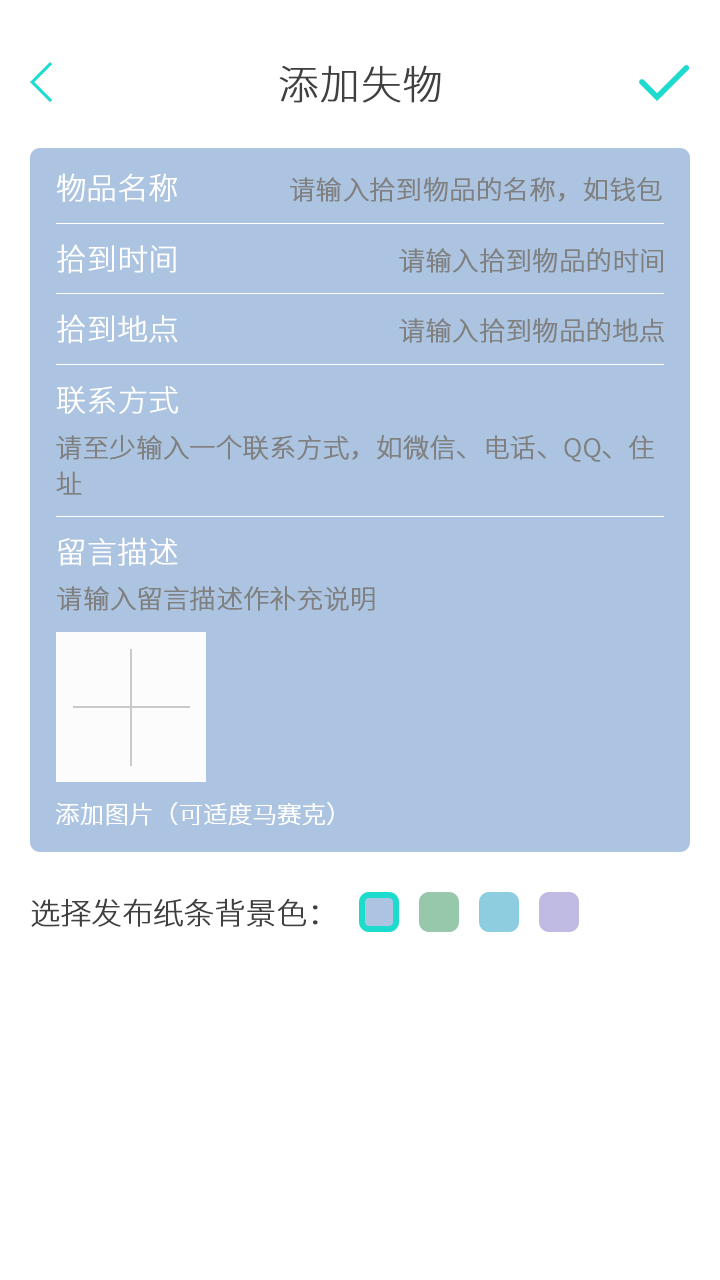 添加失物
物品名称 请输入拾到物品的名称，如钱包
拾到时间 请输入拾到物品的时间
拾到地点 请输入拾到物品的地点
联系方式
请至少输入一个联系方式，如微信、电话、QQ、住
址
留言描述
请输入留言描述作补充说明
添加图片（可适度马赛克）
选择发布纸条背景色：